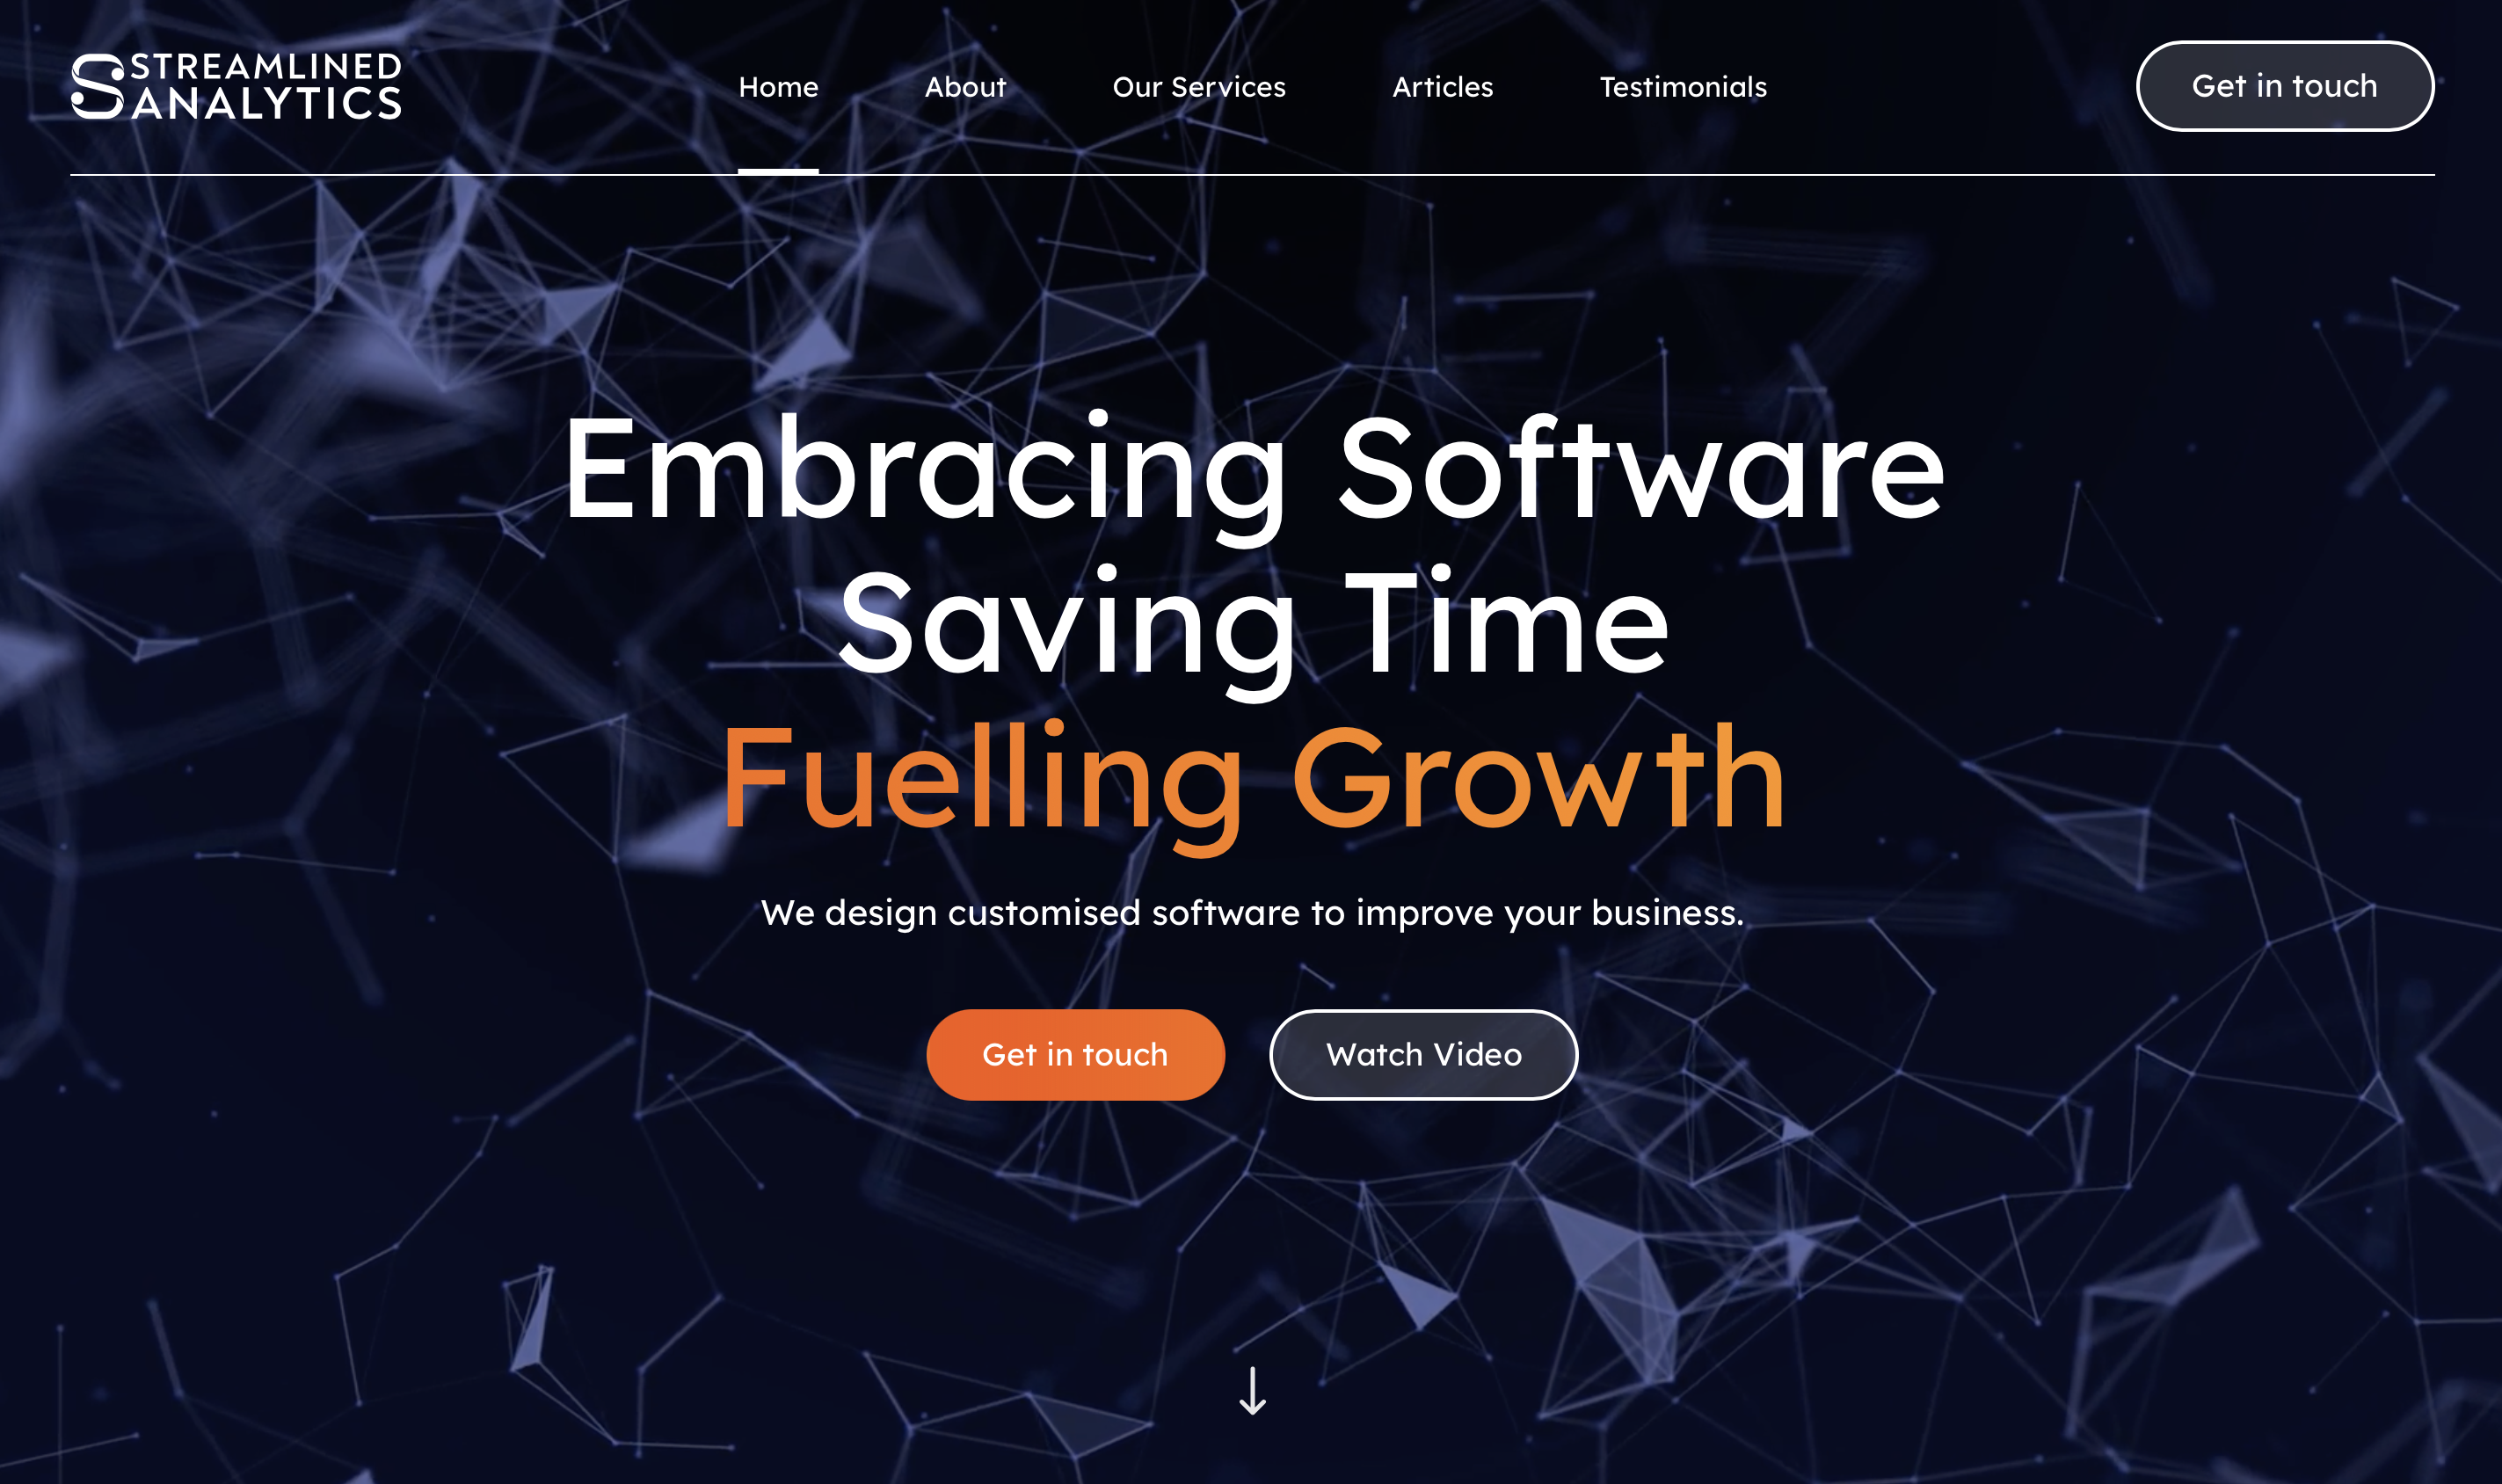 STREAMLINED
ANALYTICS
Home About Our Services Articles Testimonials Get in touch
Embracing Software
Saving Time
Fuelling Growth
We design customised software to improve your business.
Get in touch Watch Video